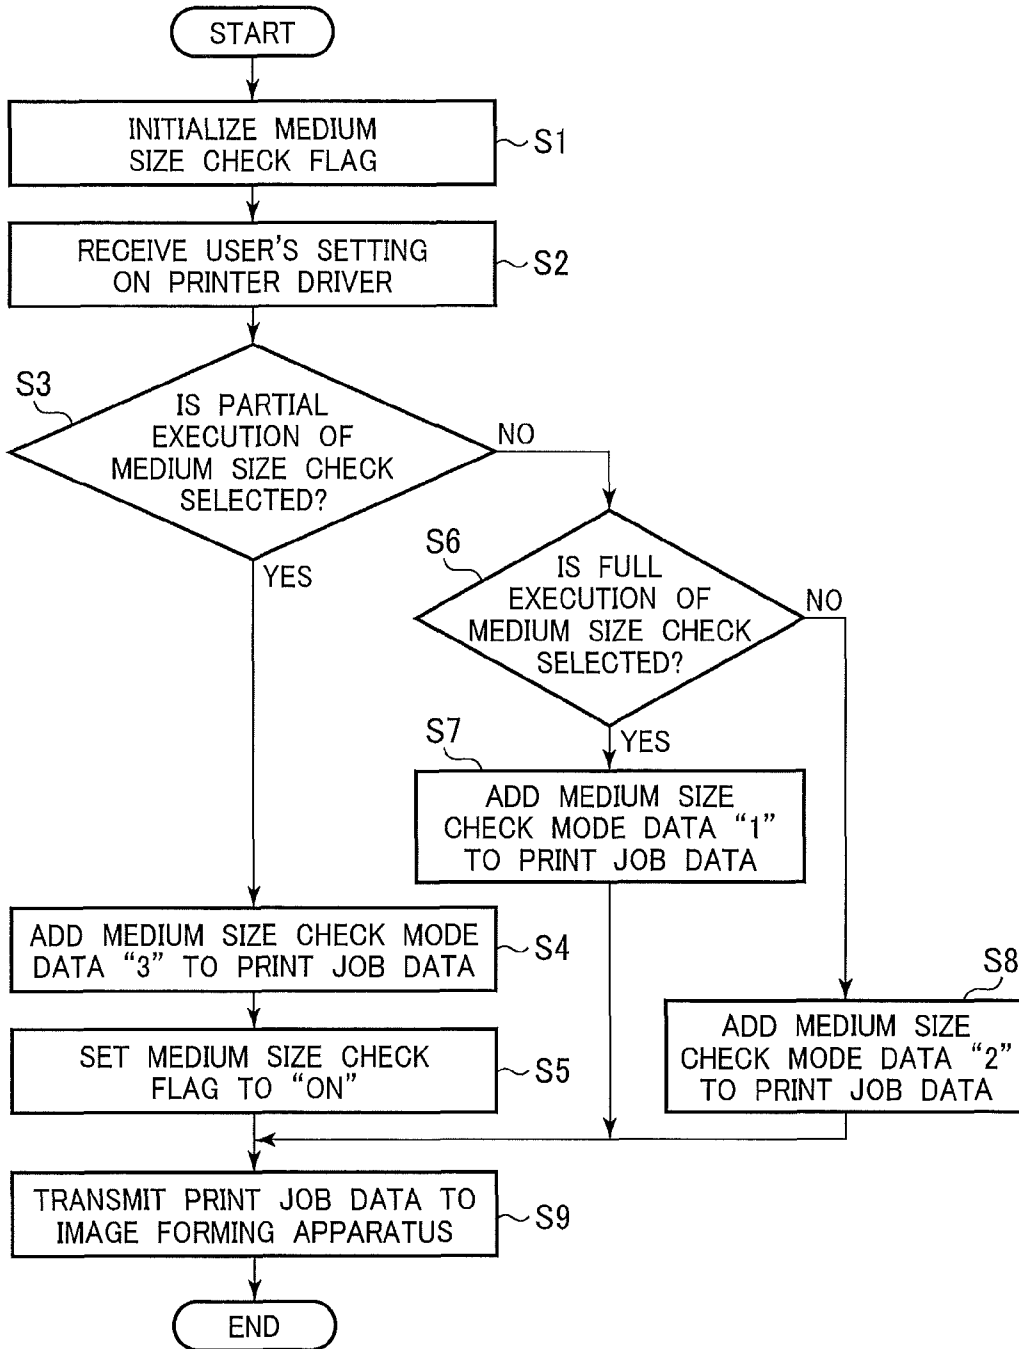 START
INITIALIZE MEDIUM
SIZE CHECK FLAG
S1
RECEIVE USER'S SETTING
ON PRINTER DRIVER
S2
S3
IS PARTIAL
EXECUTION OF
MEDIUM SIZE CHECK
SELECTED?
NO
YES
S6
IS FULL
EXECUTION OF
MEDIUM SIZE CHECK
SELECTED?
NO
YES
S7
ADD MEDIUM SIZE
CHECK MODE DATA “1”
TO PRINT JOB DATA
ADD MEDIUM SIZE CHECK MODE
DATA “3” TO PRINT JOB DATA
S4
S8
ADD MEDIUM SIZE
CHECK MODE DATA “2”
TO PRINT JOB DATA
SET MEDIUM SIZE CHECK
FLAG TO “ON”
S5
TRANSMIT PRINT JOB DATA TO
IMAGE FORMING APPARATUS
S9
END